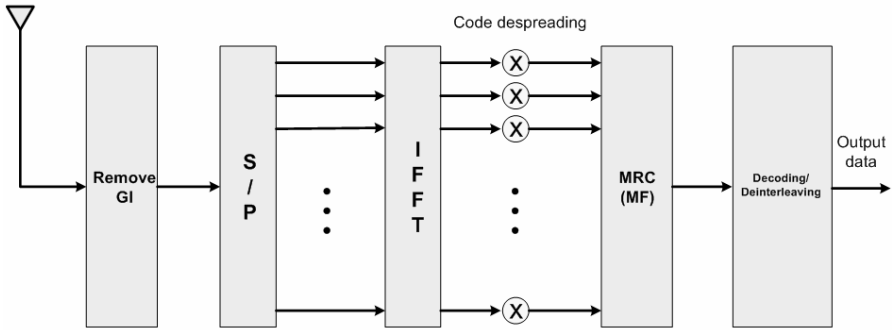 Code despreading
Remove
GI
S
/
P
I
F
F
T
X
X
X
X
MRC
(MF)
Decoding/
Deinterleaving
Output
data